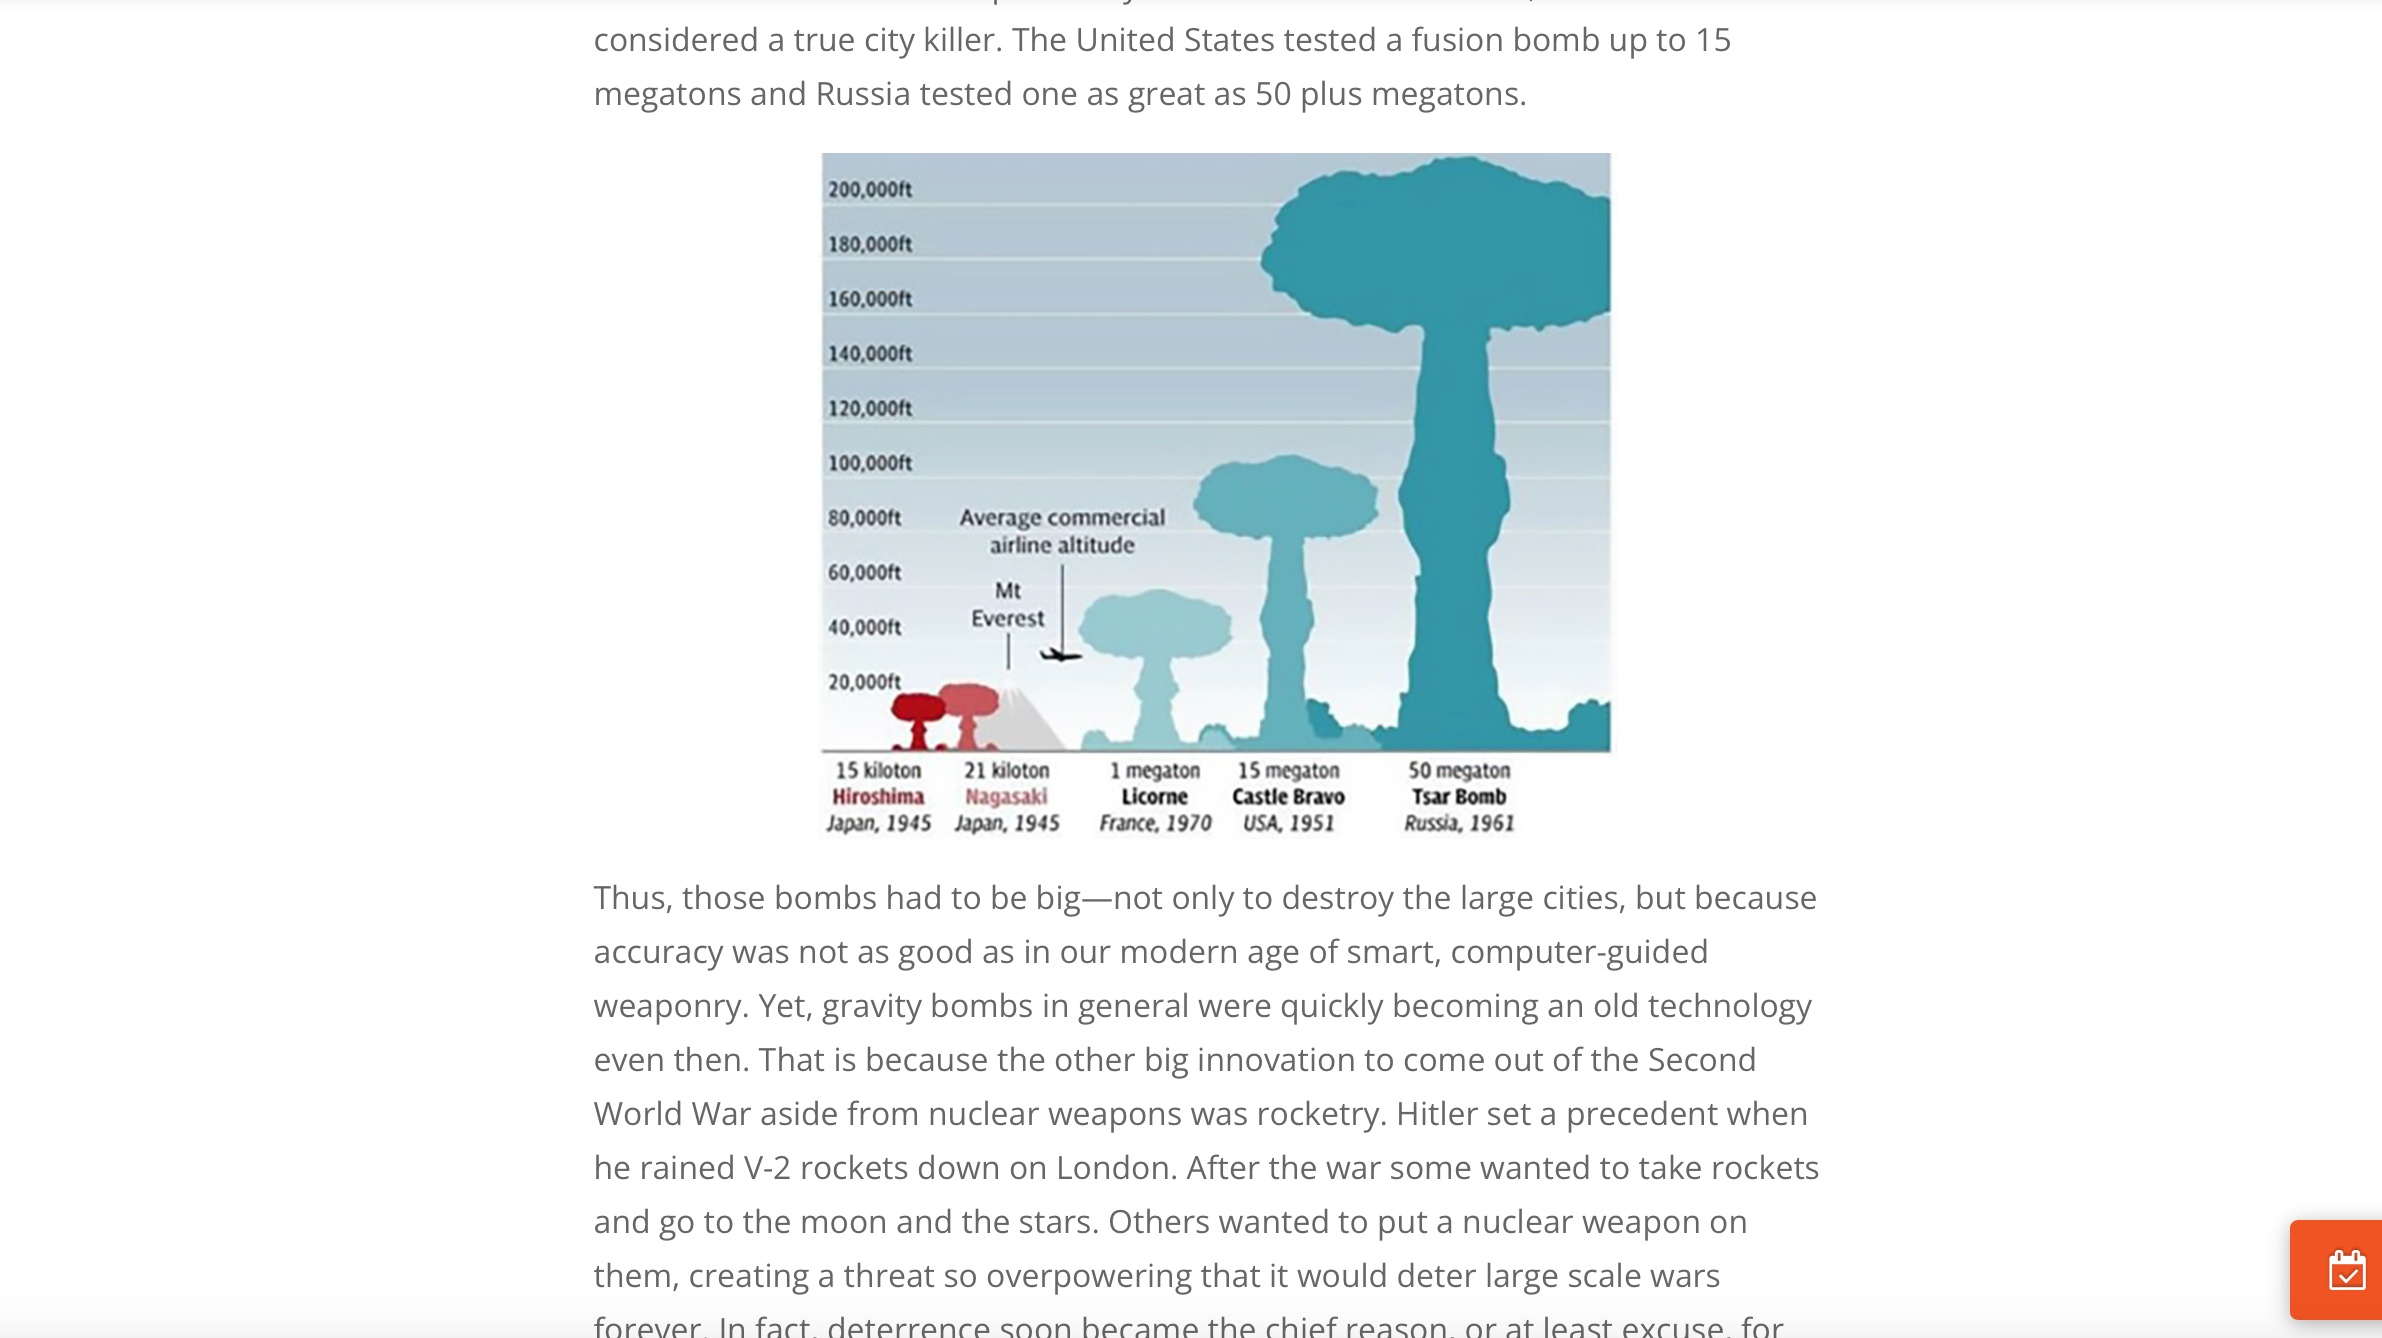 considered a true city killer. The United States tested a fusion bomb up to 15
megatons and Russia tested one as great as 50 plus megatons.
200,000ft
180,000ft
160,000ft
140,000ft
120,000ft
100,000ft
80,000ft
60,000ft
40,000ft
20,000ft
Average commercial
airline altitude
Mt
Everest
15 kiloton
Hiroshima
Japan, 1945
21 kiloton
Nagasaki
Japan, 1945
1 megaton
Licorne
France, 1970
15 megaton
Castle Bravo
USA, 1951
50 megaton
Tsar Bomb
Russia, 1961
Thus, those bombs had to be big—not only to destroy the large cities, but because
accuracy was not as good as in our modern age of smart, computer-guided
weaponry. Yet, gravity bombs in general were quickly becoming an old technology
even then. That is because the other big innovation to come out of the Second
World War aside from nuclear weapons was rocketry. Hitler set a precedent when
he rained V-2 rockets down on London. After the war some wanted to take rockets
and go to the moon and the stars. Others wanted to put a nuclear weapon on
them, creating a threat so overpowering that it would deter large scale wars
forever. In fact, deterrence soon became the chief reason, or at least excuse, for